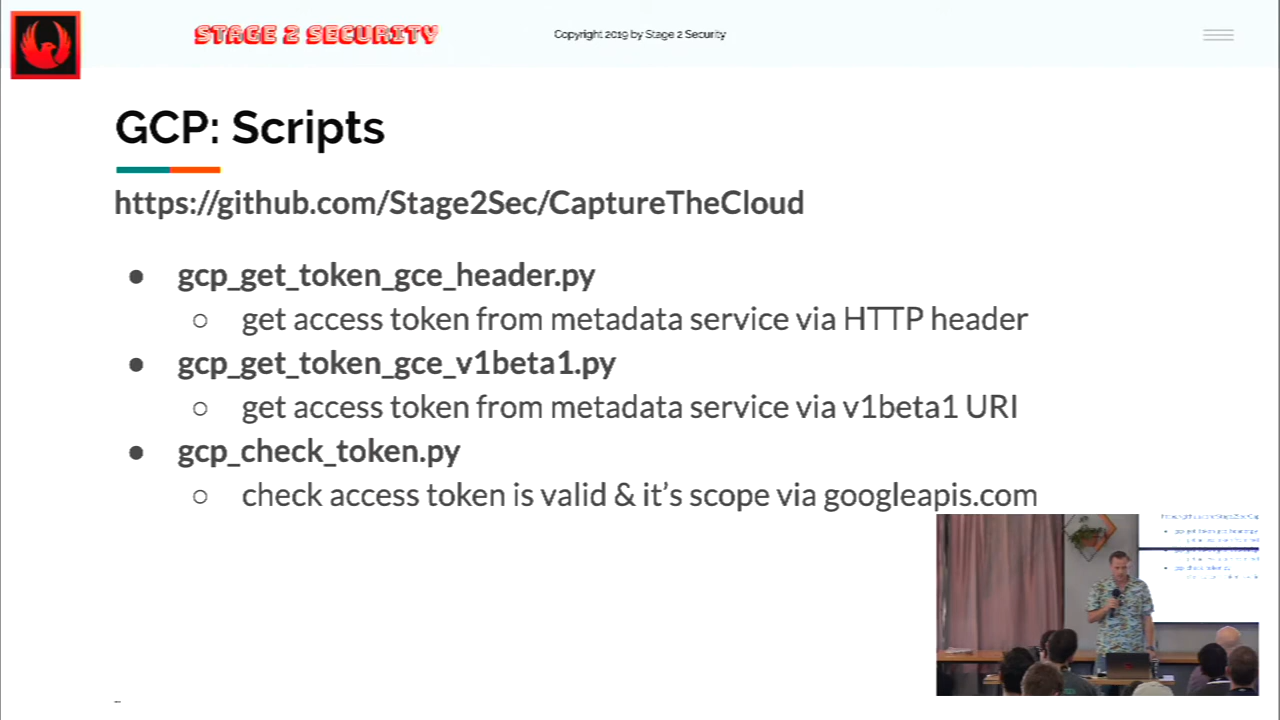 STAGE 2 SECURITY
Copyright 2019 by Stage 2 Security
GCP: Scripts
https://github.com/Stage2Sec/CaptureTheCloud
● gcp_get_token_gce_header.py
○ get access token from metadata service via HTTP header
● gcp_get_token_gce_v1beta1.py
○ get access token from metadata service via v1beta1 URI
● gcp_check_token.py
○ check access token is valid & it's scope via googleapis.com